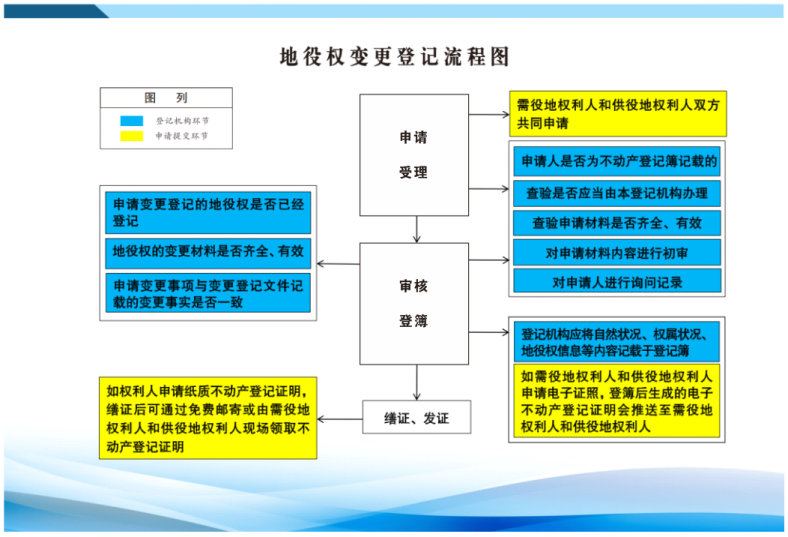 地役权变更登记流程图
图 列
登记机构环节
申请提交环节
申请
受理
需役地权利人和供役地权利人双方
共同申请
申请人是否为不动产登记簿记载的
查验是否应当由本登记机构办理
查验申请材料是否齐全、有效
对申请材料内容进行初审
对申请人进行询问记录
申请变更登记的地役权是否已经
登记
地役权的变更材料是否齐全、有效
申请变更事项与变更登记文件记
载的变更事实是否一致
审核
登簿
登记机构应将自然状况、权属状况、
地役权信息等内容记载于登记簿
如需役地权利人和供役地权利人
申请电子证照，登簿后生成的电子
不动产登记证明会推送至需役地
权利人和供役地权利人
缮证、发证
如权利人申请纸质不动产登记证明，
缮证后可通过免费邮寄或由需役地
权利人和供役地权利人现场领取不
动产登记证明